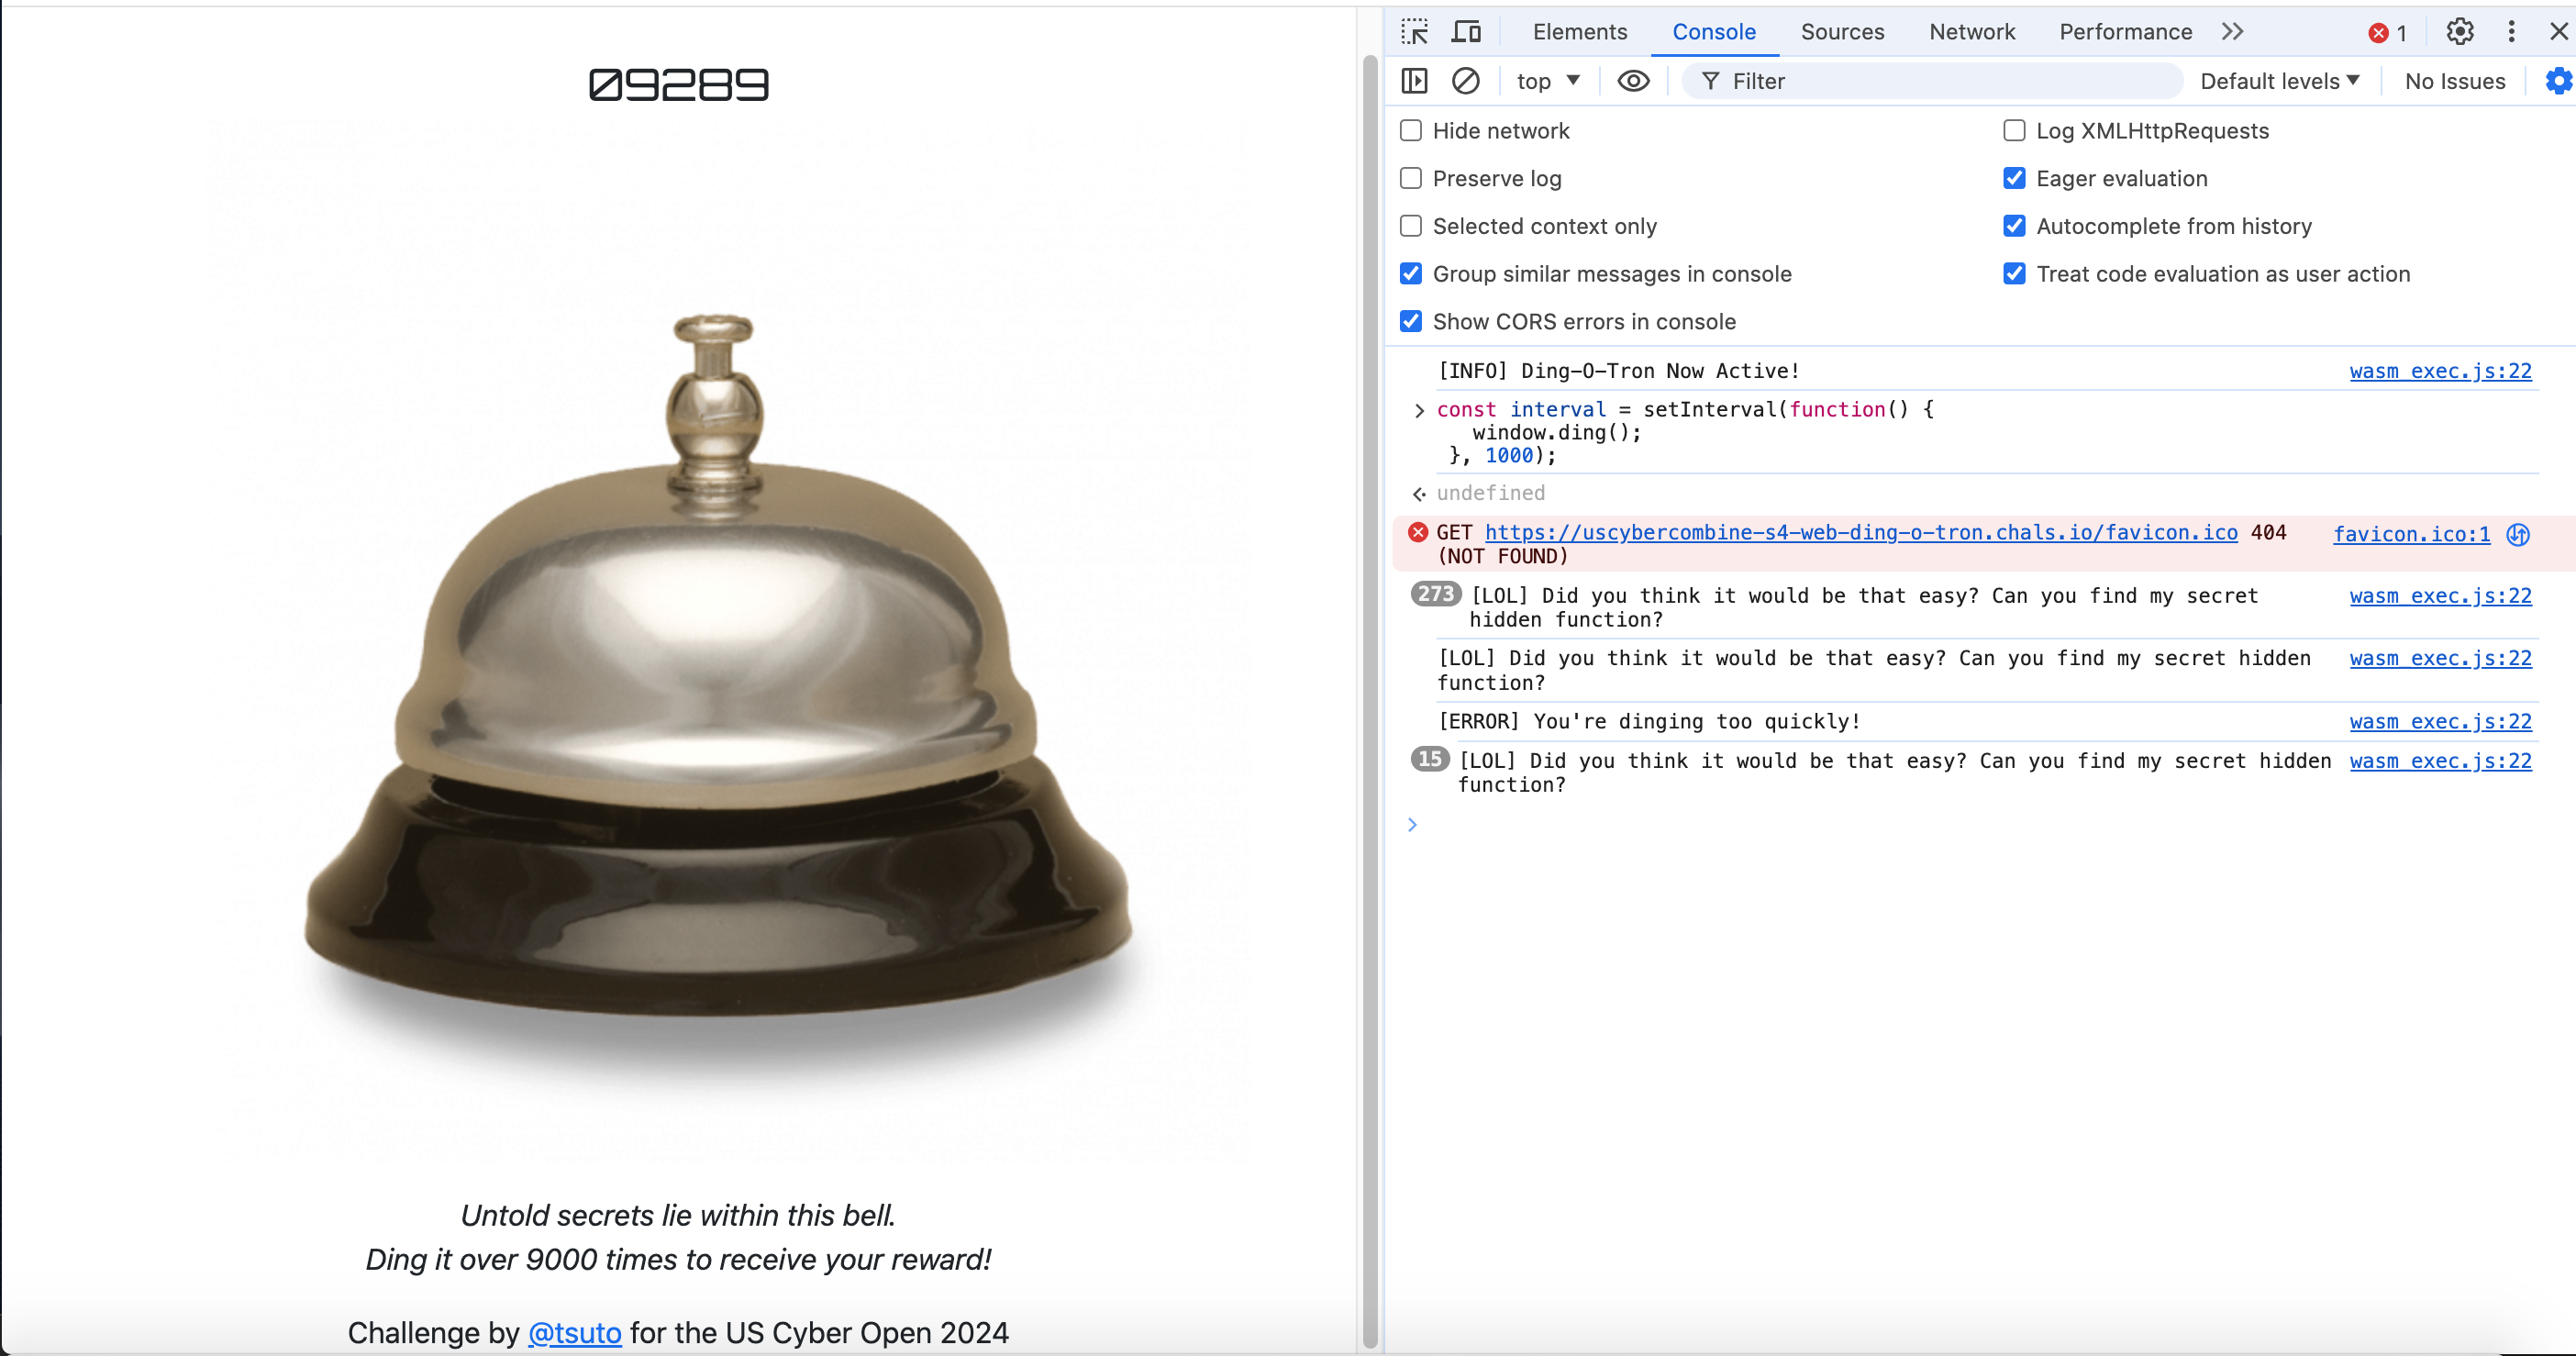 09289
Untold secrets lie within this bell.
Ding it over 9000 times to receive your reward!
Challenge by @tsuto for the US Cyber Open 2024
Elements Console Sources Network Performance 1
top Filter Default levels No Issues
Hide network Log XMLHttpRequests
Preserve log Eager evaluation
Selected context only Autocomplete from history
Group similar messages in console Treat code evaluation as user action
Show CORS errors in console
[INFO] Ding-O-Tron Now Active! wasm_exec.js:22
> const interval = setInterval(function() {
window.ding();
}, 1000);
undefined
GET https://uscybercombine-s4-web-ding-o-tron.chals.io/favicon.ico 404 favicon.ico:1
(NOT FOUND)
273 [LOL] Did you think it would be that easy? Can you find my secret wasm_exec.js:22
hidden function?
[LOL] Did you think it would be that easy? Can you find my secret hidden wasm_exec.js:22
function?
[ERROR] You're dinging too quickly! wasm_exec.js:22
15 [LOL] Did you think it would be that easy? Can you find my secret hidden wasm_exec.js:22
function?
>